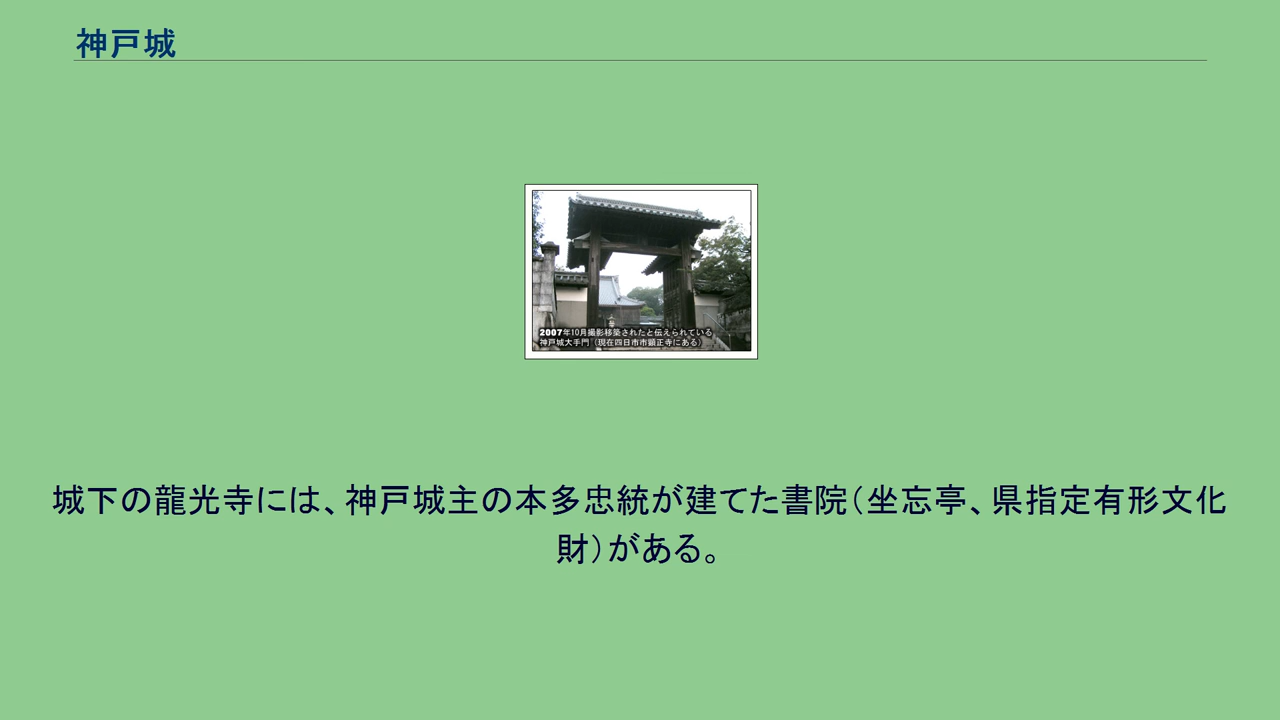 神戸城
2007年10月撮影移築されたと伝えられている
神戸城大手門（現在四日市市顕正寺にある）
城下の龍光寺には、神戸城主の本多忠統が建てた書院（坐忘亭、県指定有形文化
財）がある。